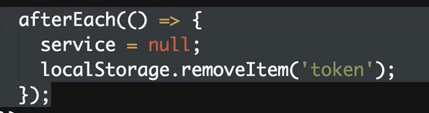 afterEach(() => {
  service = null;
  localStorage.removeItem('token');
});